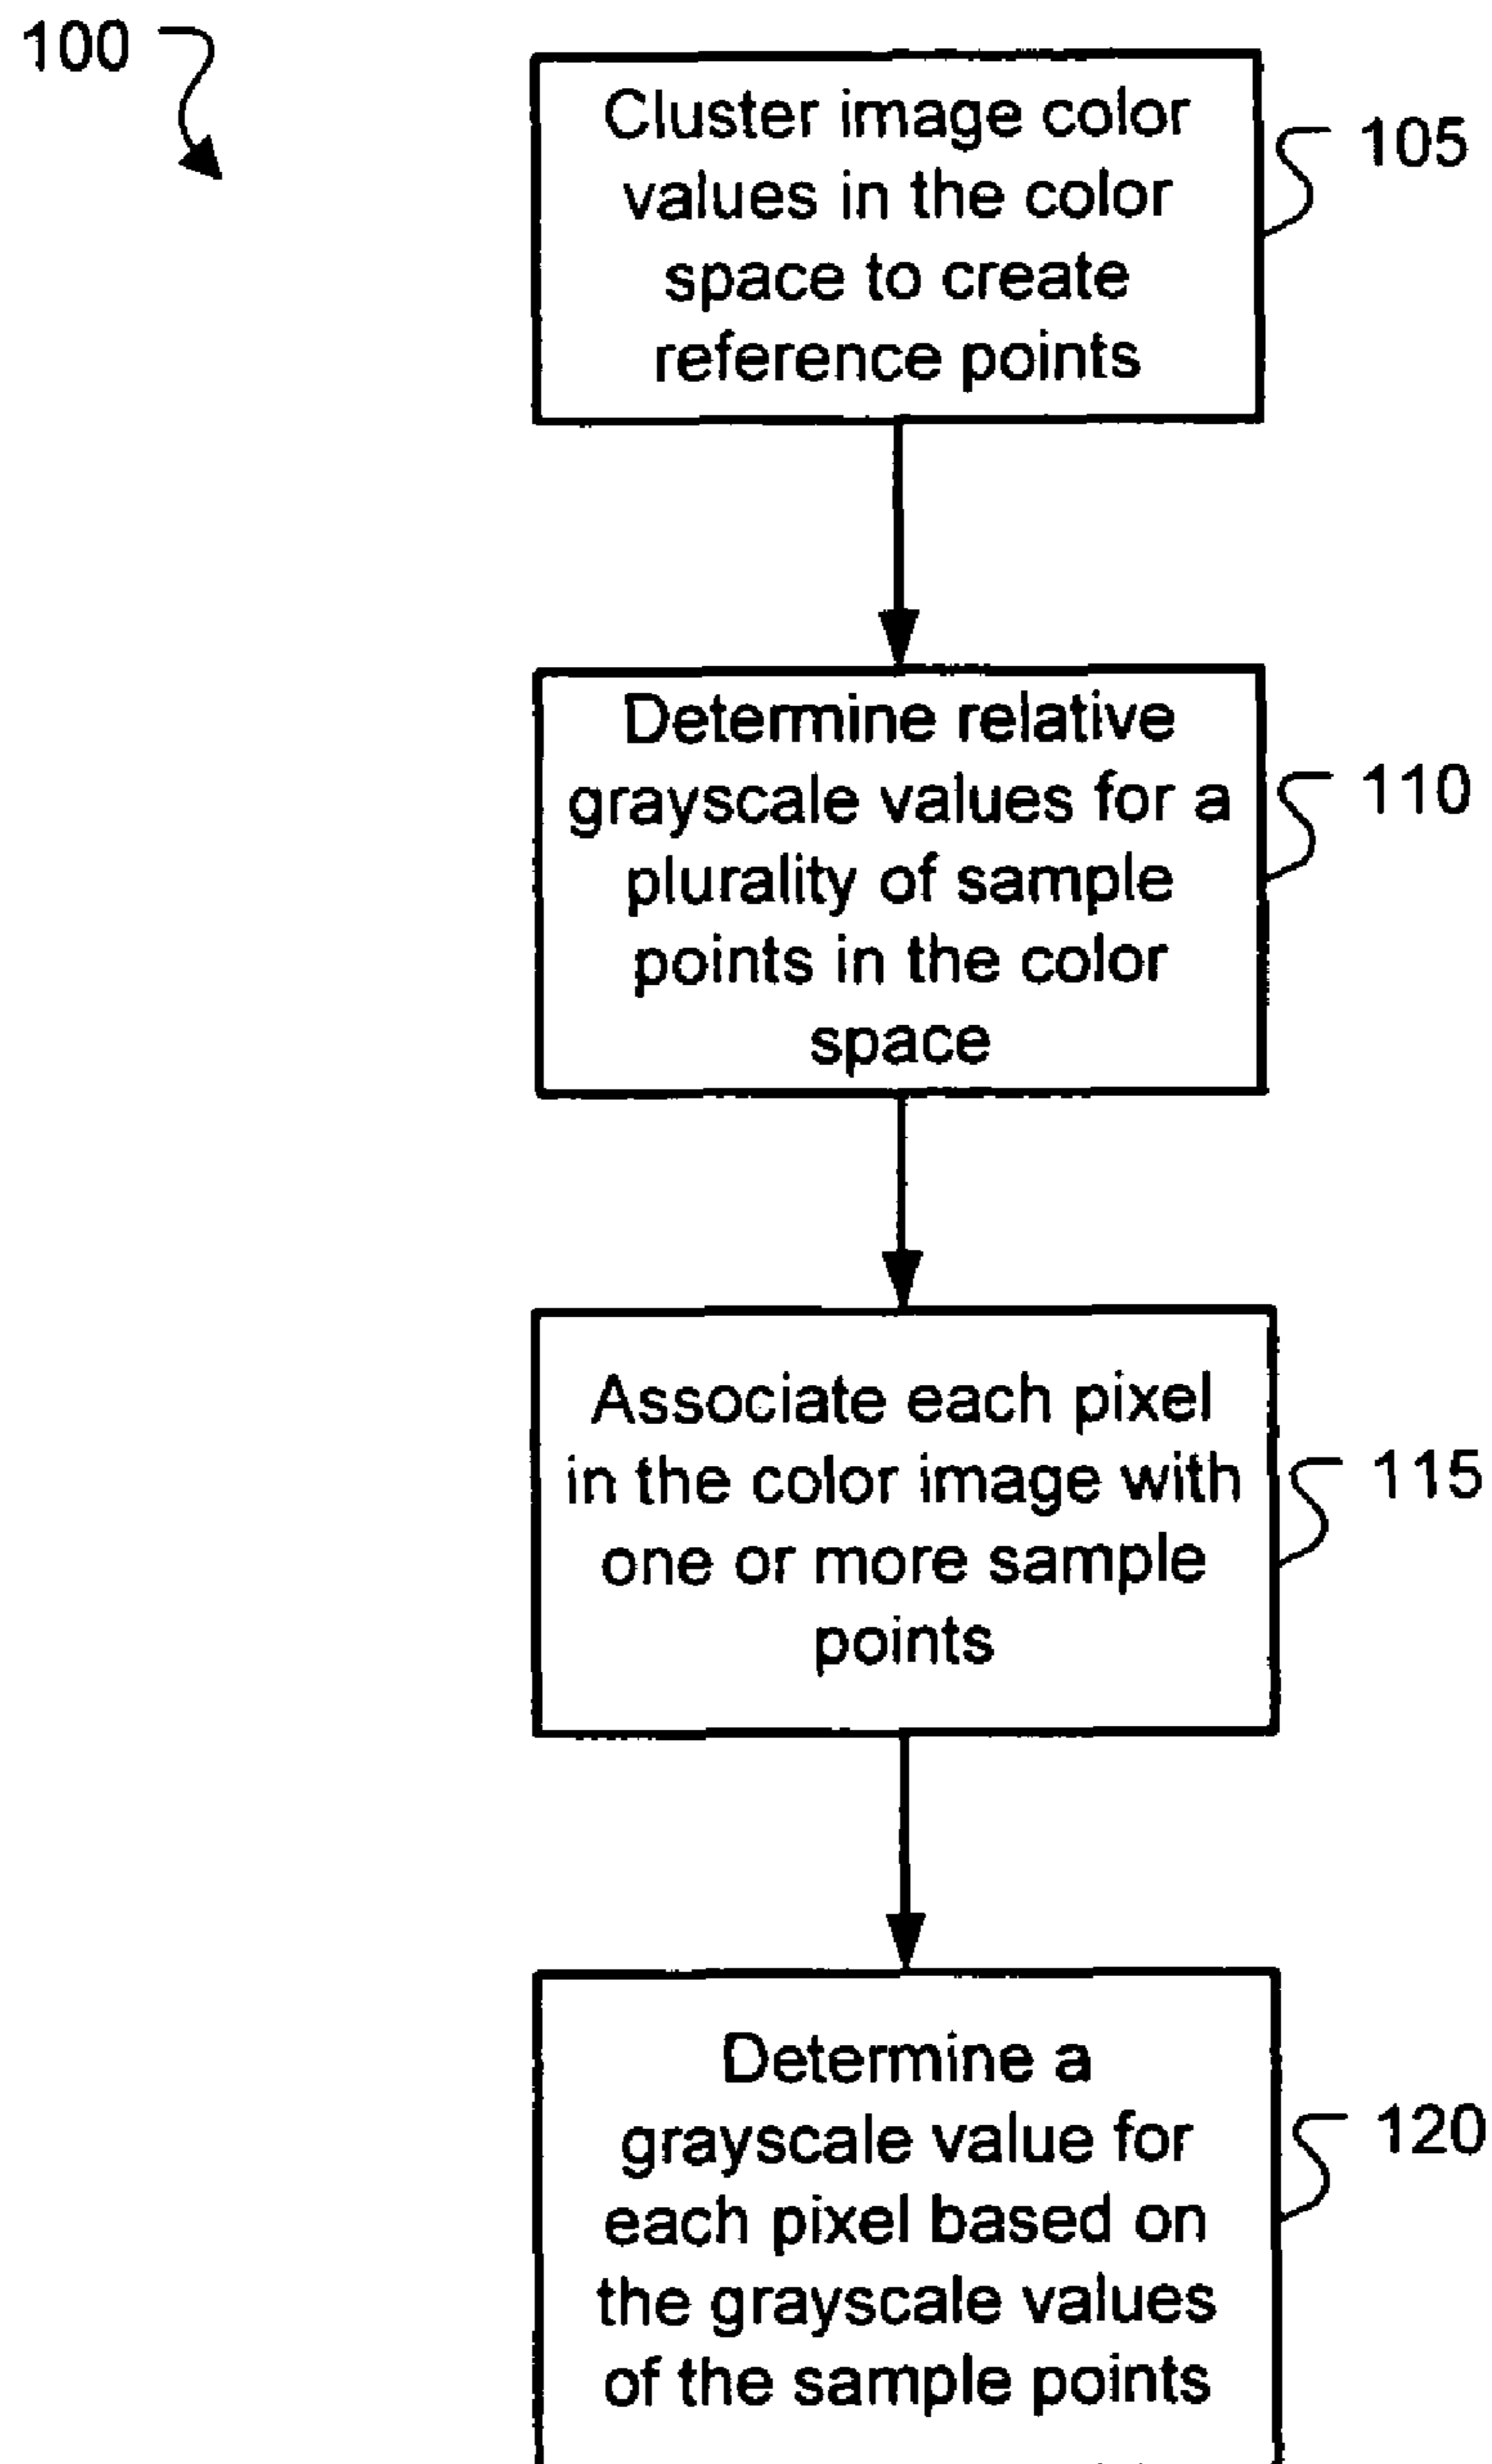 100
Cluster image color
values in the color
space to create
reference points
105
Determine relative
grayscale values for a
plurality of sample
points in the color
space
110
Associate each pixel
in the color image with
one or more sample
points
115
Determine a
grayscale value for
each pixel based on
the grayscale values
of the sample points
120